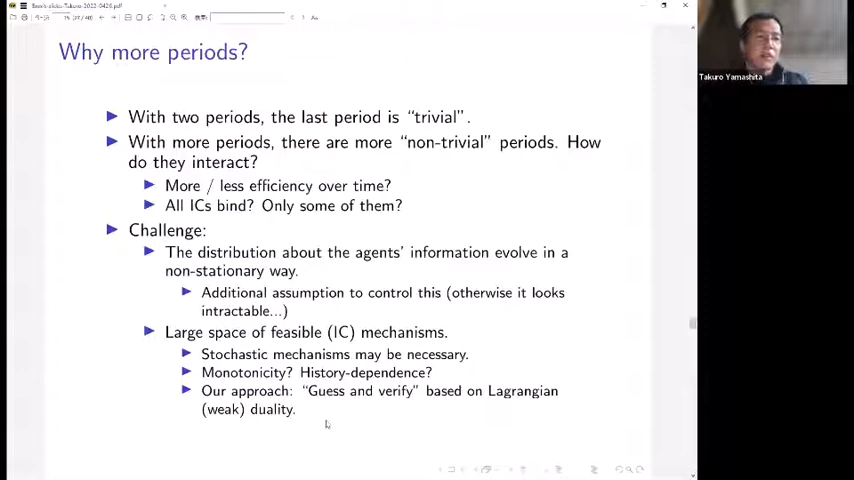 Why more periods?
Takuro Yamashita
▶ With two periods, the last period is “trivial”.
▶ With more periods, there are more “non-trivial” periods. How
do they interact?
▶ More / less efficiency over time?
▶ All ICs bind? Only some of them?
▶ Challenge:
▶ The distribution about the agents’ information evolve in a
non-stationary way.
▶ Additional assumption to control this (otherwise it looks
intractable...)
▶ Large space of feasible (IC) mechanisms.
▶ Stochastic mechanisms may be necessary.
▶ Monotonicity? History-dependence?
▶ Our approach: “Guess and verify” based on Lagrangian
(weak) duality.